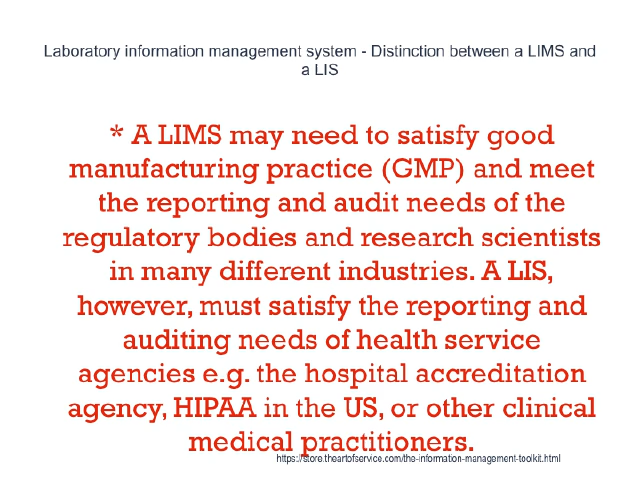 Laboratory information management system - Distinction between a LIMS and
a LIS
* A LIMS may need to satisfy good
manufacturing practice (GMP) and meet
the reporting and audit needs of the
regulatory bodies and research scientists
in many different industries. A LIS,
however, must satisfy the reporting and
auditing needs of health service
agencies e.g. the hospital accreditation
agency, HIPAA in the US, or other clinical
medical practitioners.
https://store.theartofservice.com/the-information-management-toolkit.html